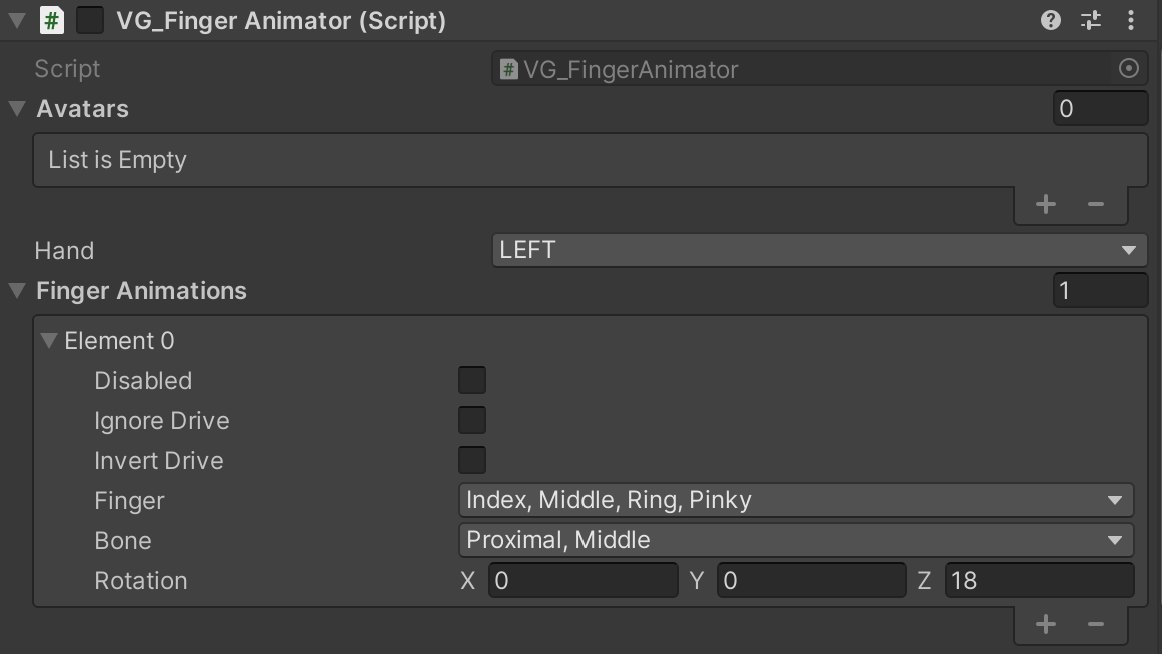 # VG_Finger Animator (Script)
Script # VG_FingerAnimator
Avatars 0
List is Empty
+ −
Hand LEFT
Finger Animations 1
Element 0
Disabled
Ignore Drive
Invert Drive
Finger Index, Middle, Ring, Pinky
Bone Proximal, Middle
Rotation X 0 Y 0 Z 18
+ −